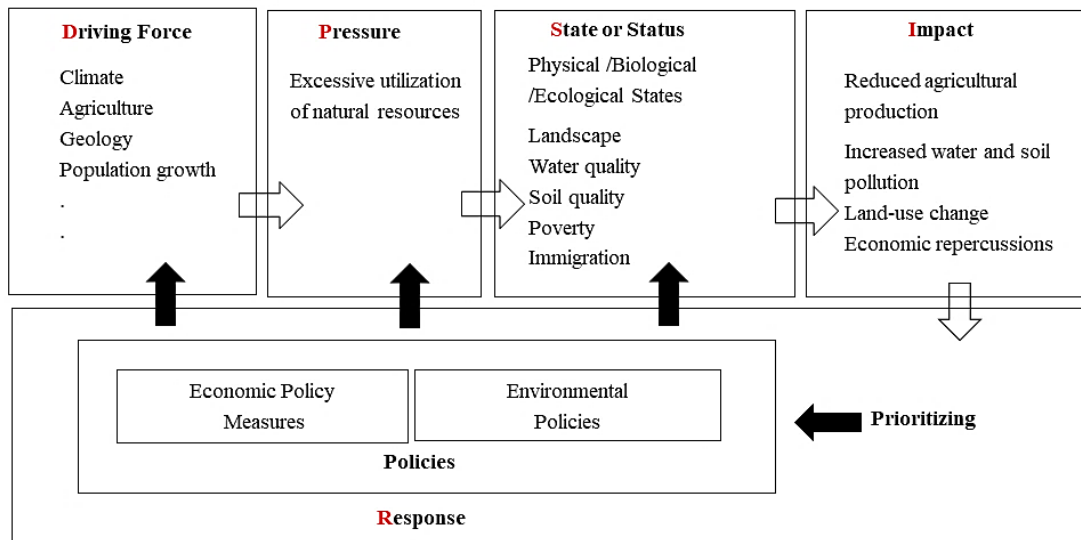 Driving Force
Climate
Agriculture
Geology
Population growth
.
.
Pressure
Excessive utilization
of natural resources
State or Status
Physical /Biological
/Ecological States
Landscape
Water quality
Soil quality
Poverty
Immigration
Impact
Reduced agricultural
production
Increased water and soil
pollution
Land-use change
Economic repercussions
Economic Policy
Measures
Environmental
Policies
Policies
Prioritizing
Response